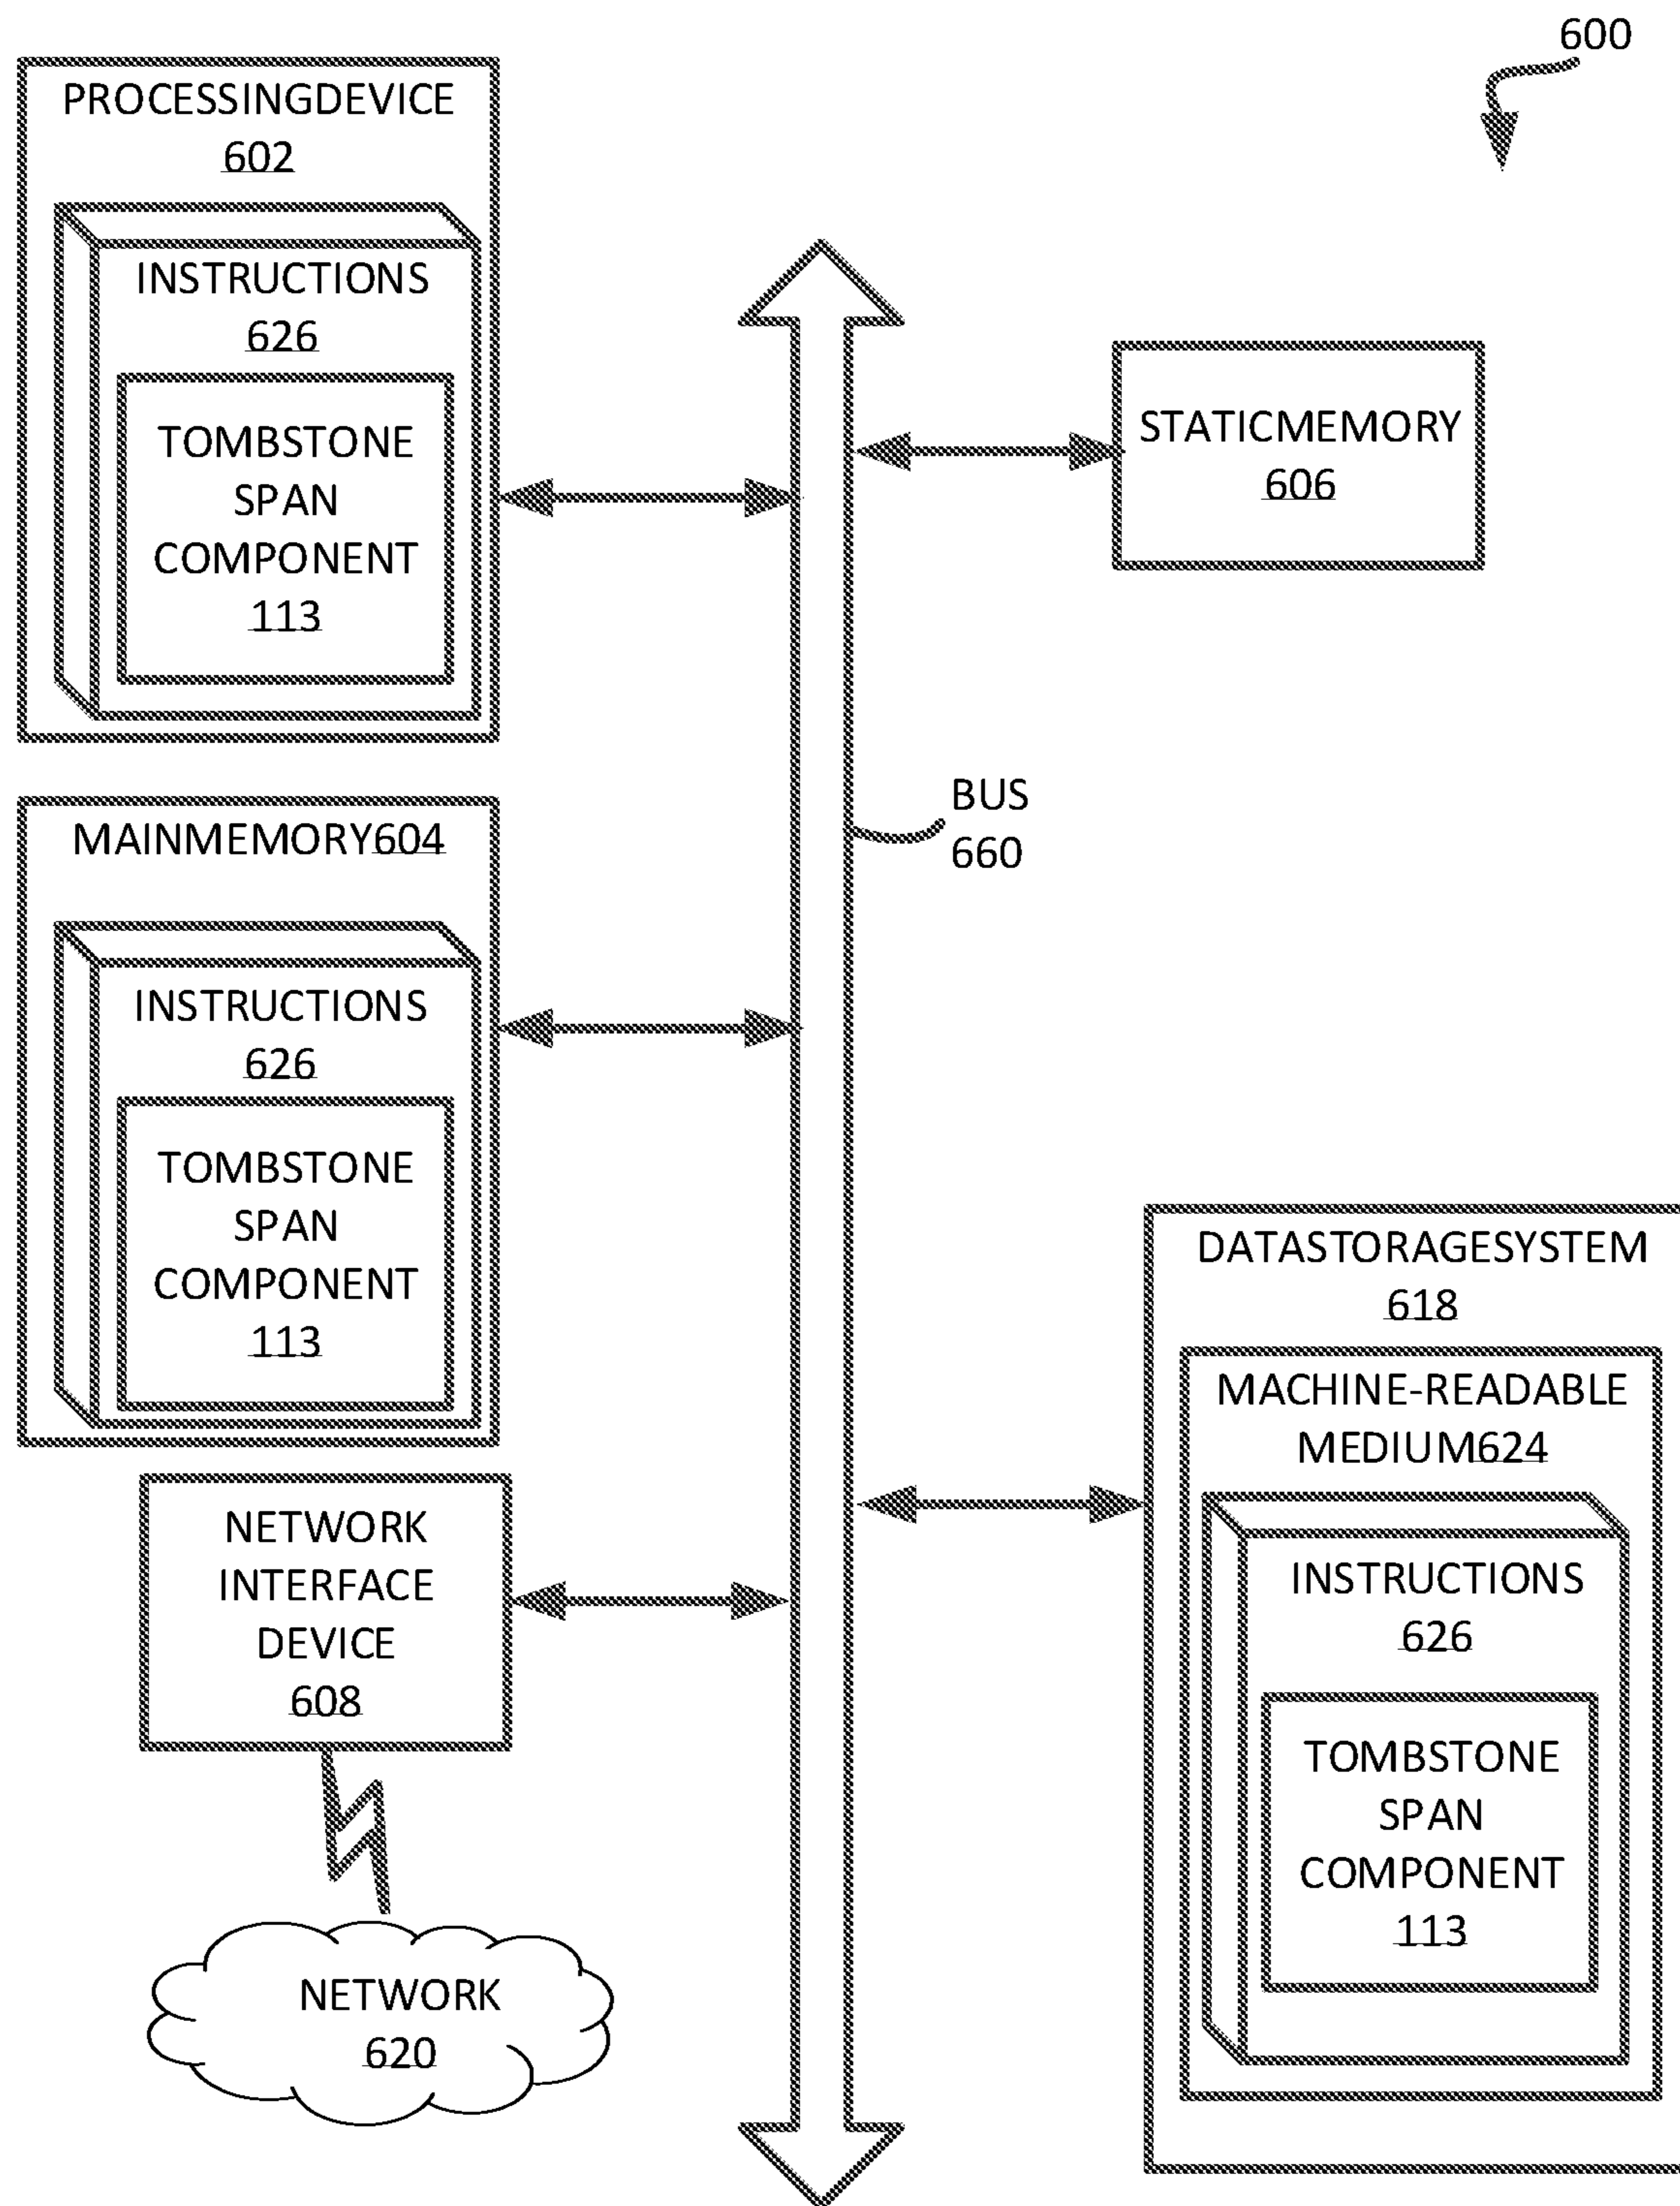 600
PROCESSINGDEVICE
602
INSTRUCTIONS
626
TOMBSTONE
SPAN
COMPONENT
113
STATICMEMORY
606
BUS
660
MAINMEMORY604
INSTRUCTIONS
626
TOMBSTONE
SPAN
COMPONENT
113
DATASTORAGESYSTEM
618
MACHINE-READABLE
MEDIUM624
INSTRUCTIONS
626
TOMBSTONE
SPAN
COMPONENT
113
NETWORK
INTERFACE
DEVICE
608
NETWORK
620